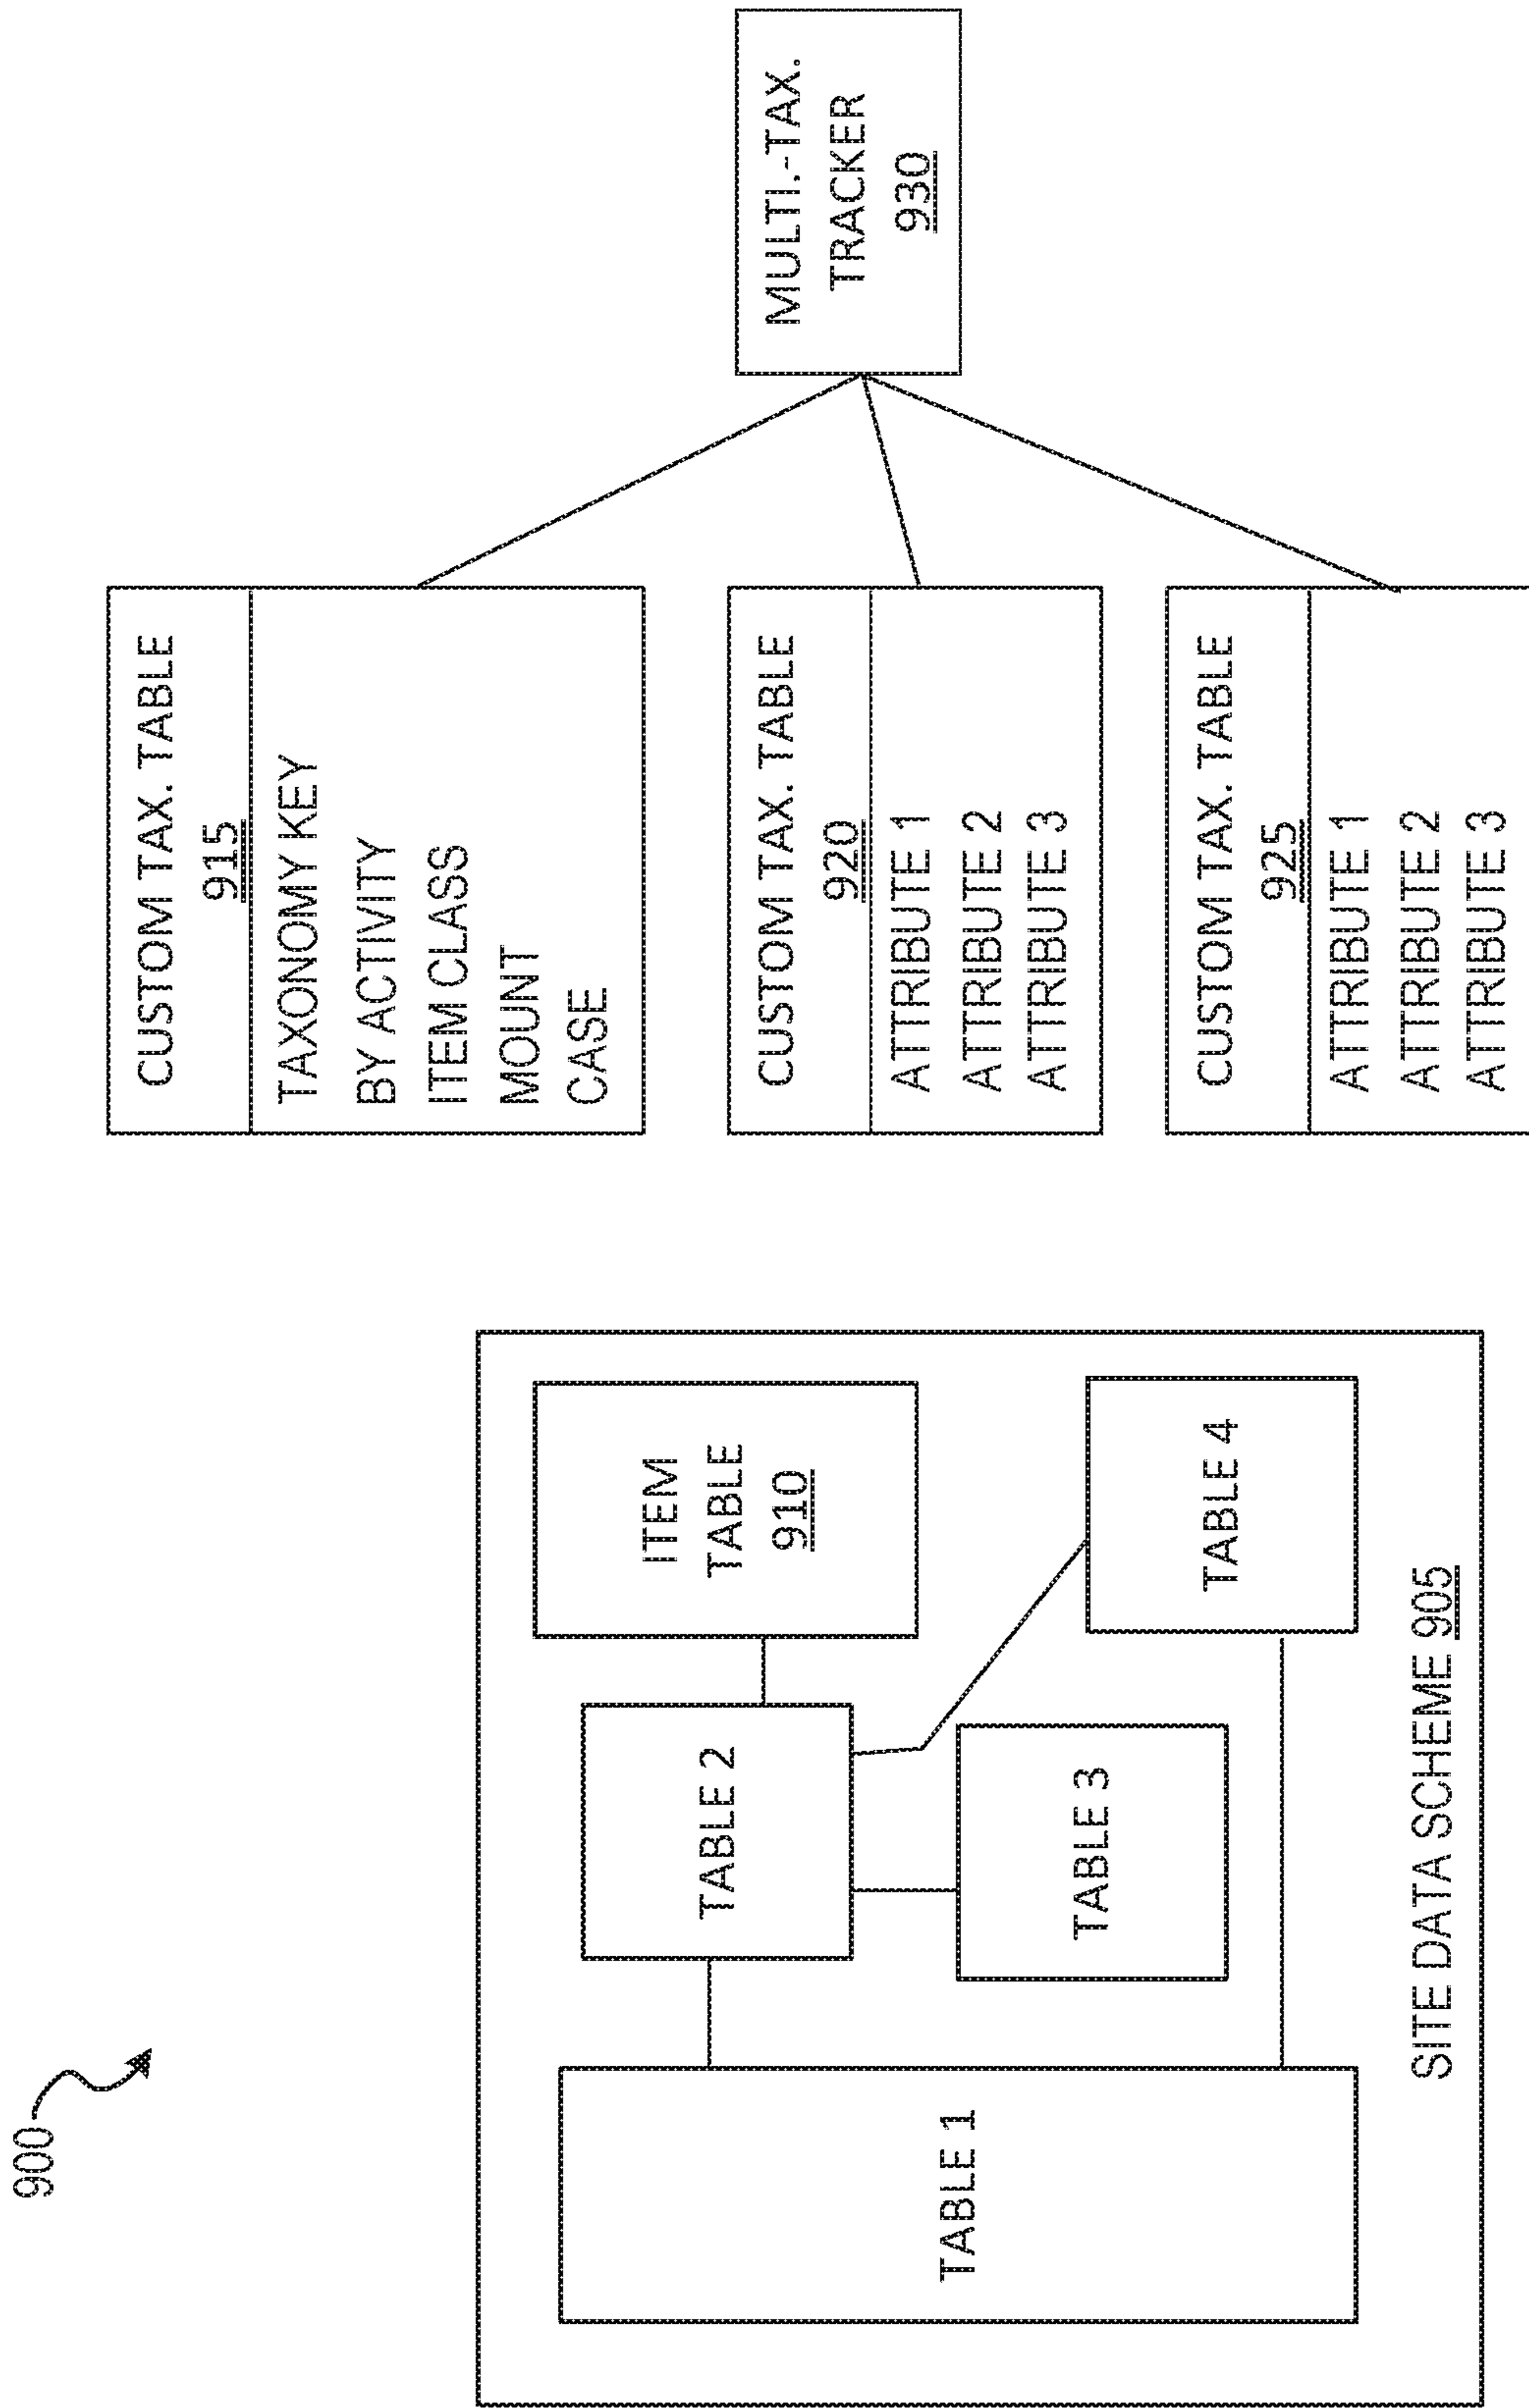 900
TABLE 1
TABLE 2
TABLE 3
ITEM
TABLE
910
TABLE 4
SITE DATA SCHEME 905
CUSTOM TAX. TABLE
915
TAXONOMY KEY
BY ACTIVITY
ITEM CLASS
MOUNT
CASE
CUSTOM TAX. TABLE
920
ATTRIBUTE 1
ATTRIBUTE 2
ATTRIBUTE 3
CUSTOM TAX. TABLE
925
ATTRIBUTE 1
ATTRIBUTE 2
ATTRIBUTE 3
MULTI.-TAX.
TRACKER
930